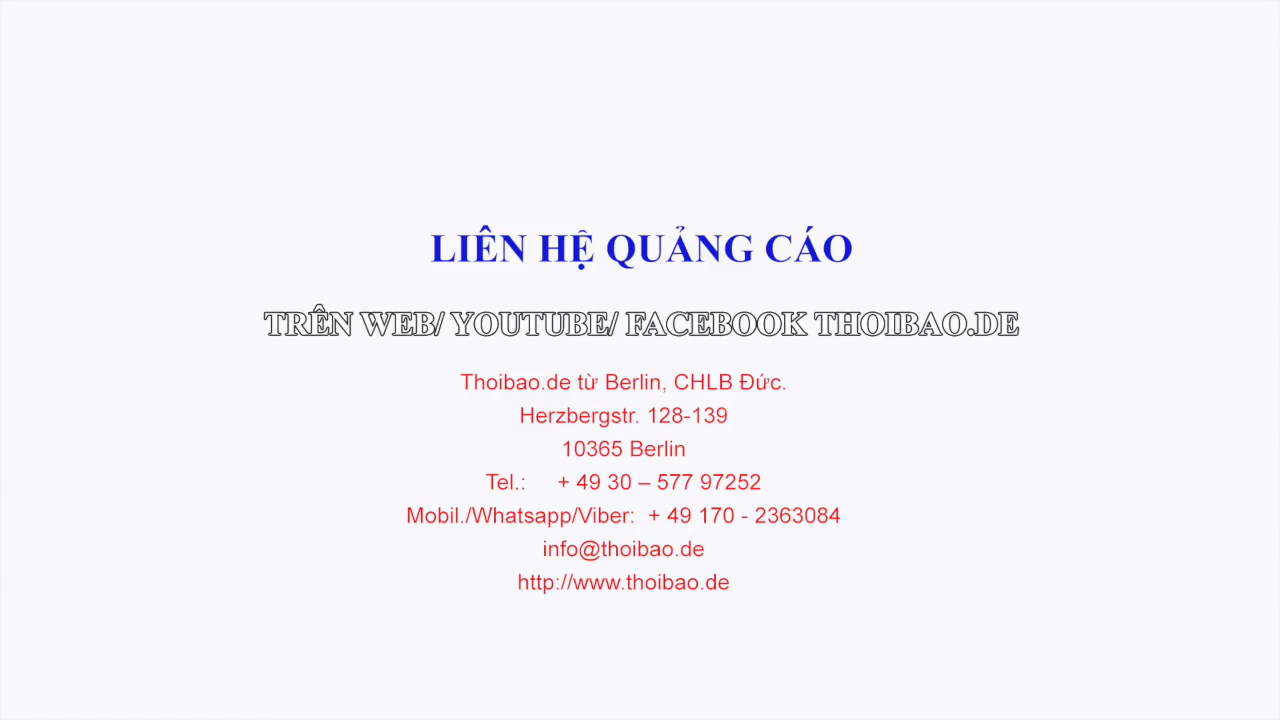 LIÊN HỆ QUẢNG CÁO
TRÊN WEB/ YOUTUBE/ FACEBOOK THOIBAO.DE
Thoibao.de từ Berlin, CHLB Đức.
Herzbergstr. 128-139
10365 Berlin
Tel.: + 49 30 – 577 97252
Mobil./Whatsapp/Viber: + 49 170 - 2363084
info@thoibao.de
http://www.thoibao.de